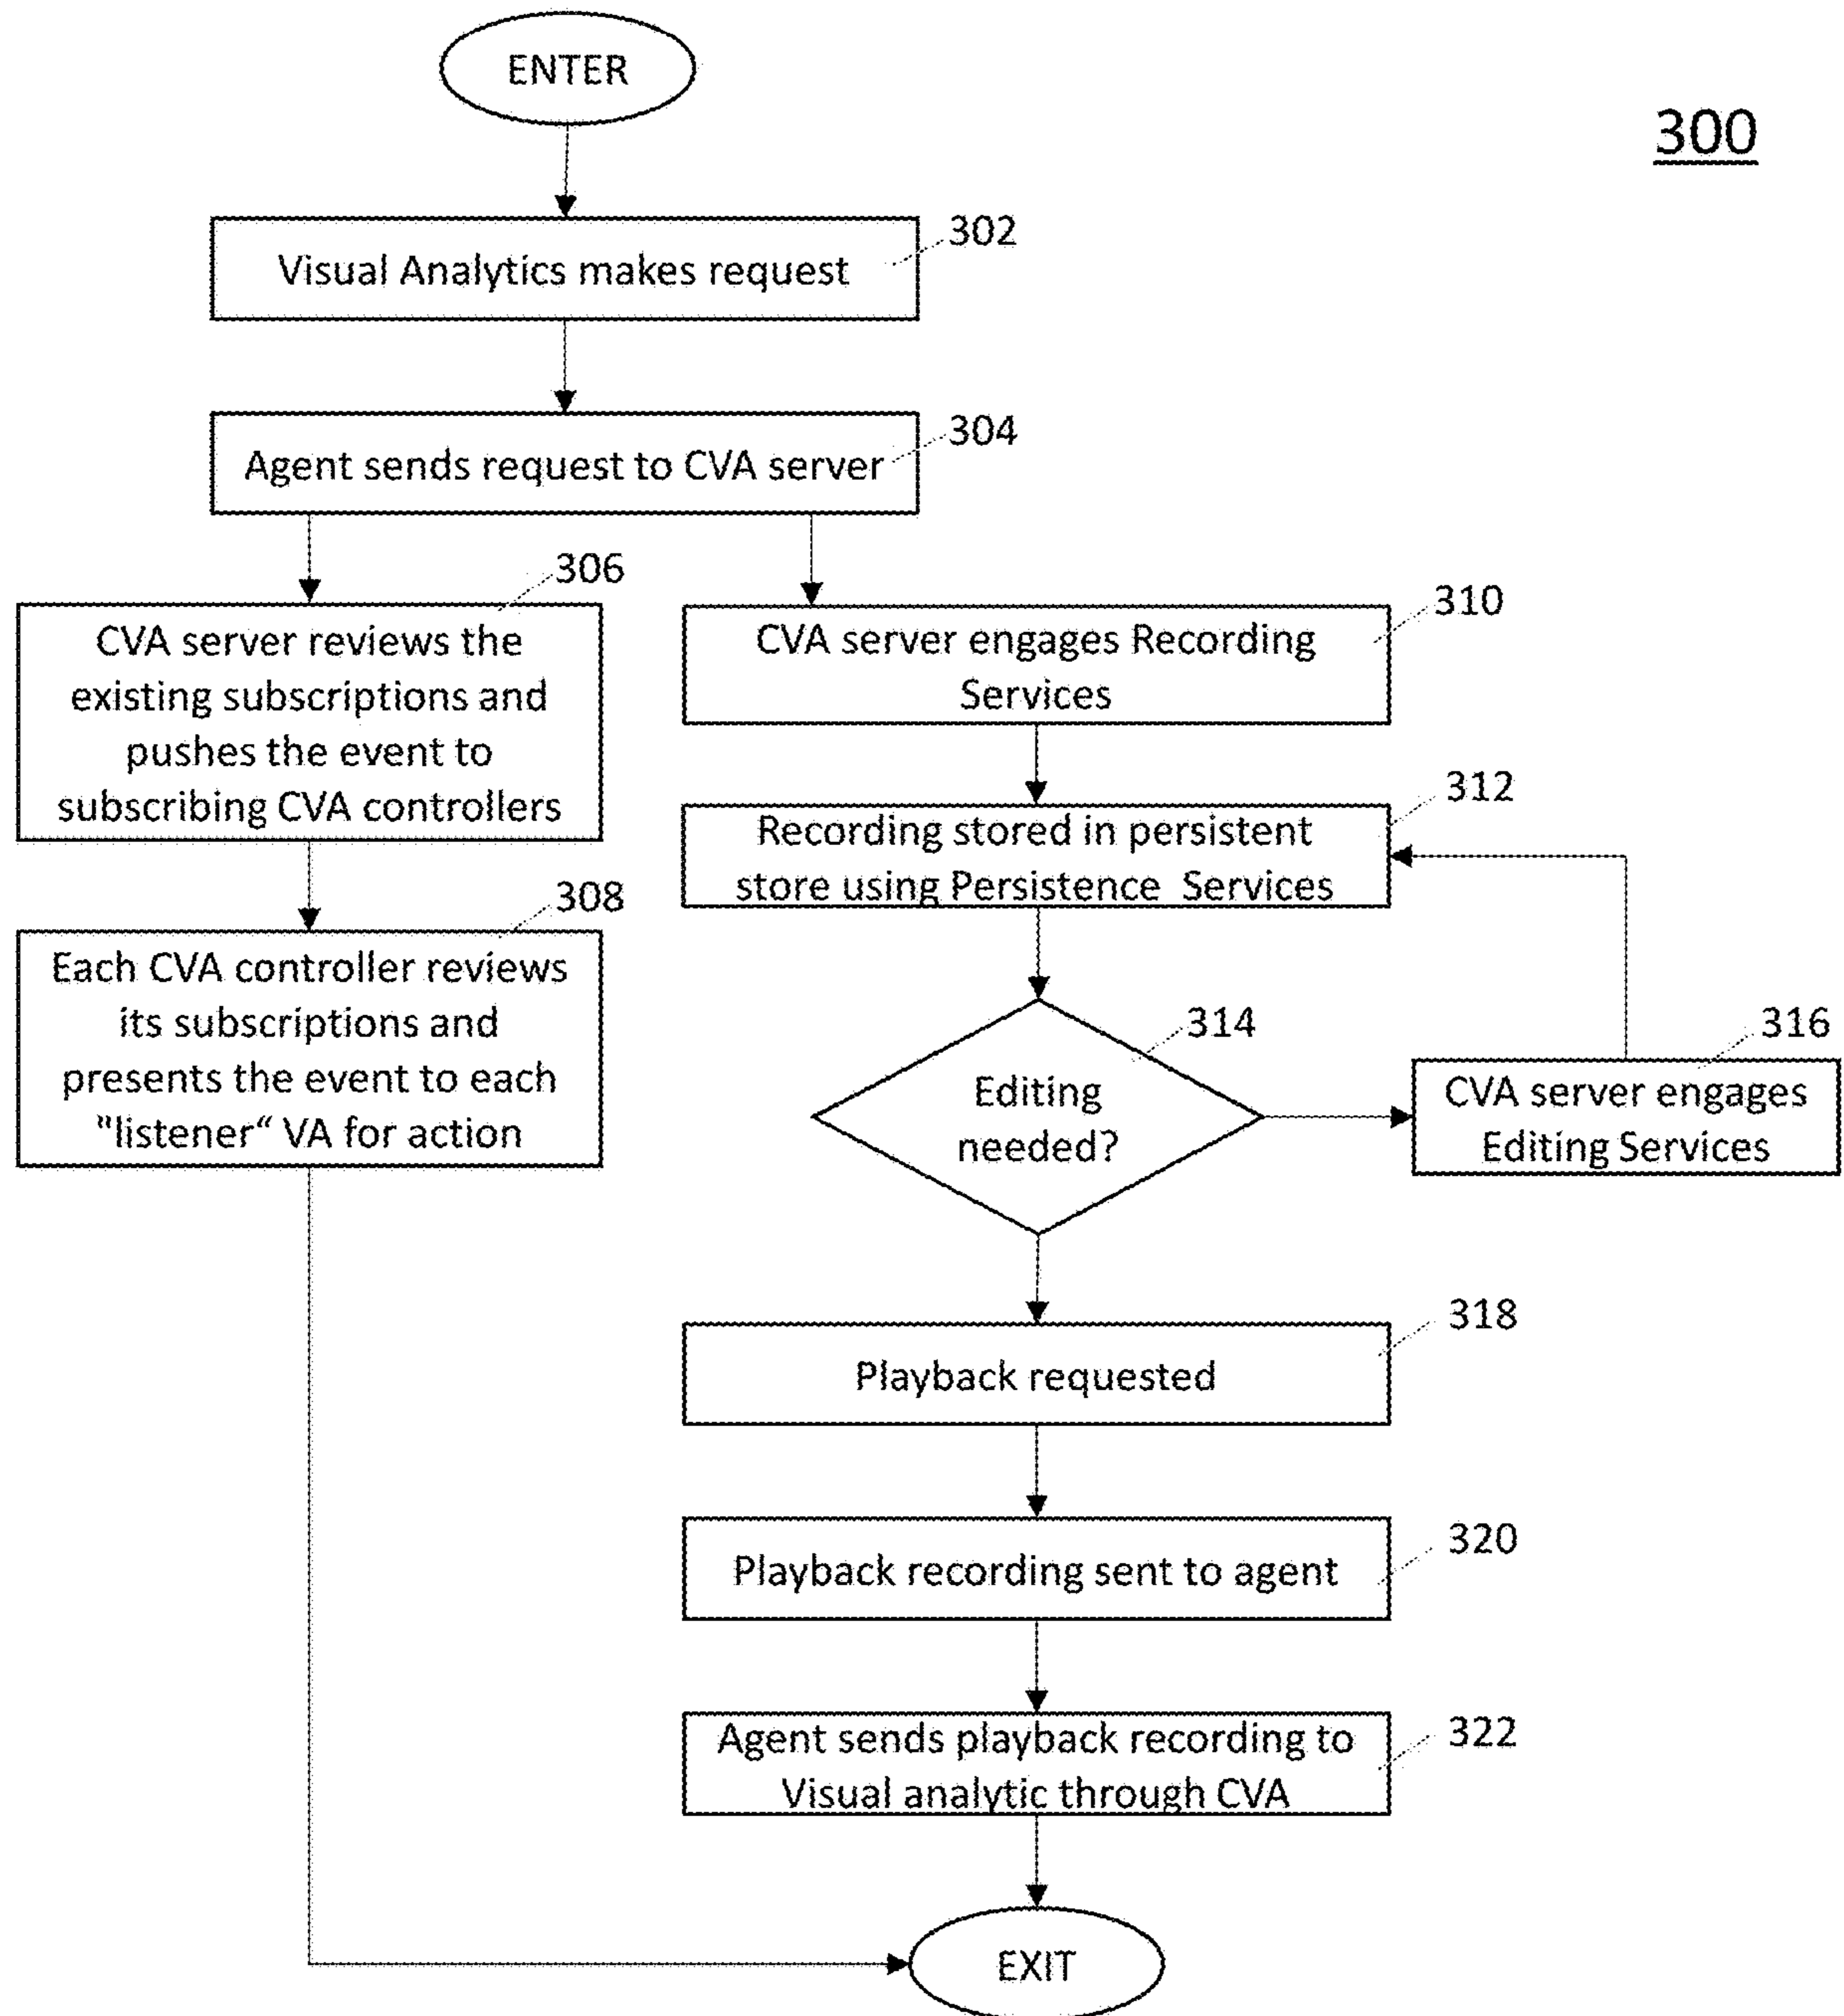 ENTER
300
302
Visual Analytics makes request
304
Agent sends request to CVA server
306
CVA server reviews the
existing subscriptions and
pushes the event to
subscribing CVA controllers
308
Each CVA controller reviews
its subscriptions and
presents the event to each
"listener“ VA for action
310
CVA server engages Recording
Services
312
Recording stored in persistent
store using Persistence  Services
314
Editing
needed?
316
CVA server engages
Editing Services
318
Playback requested
320
Playback recording sent to agent
322
Agent sends playback recording to
Visual analytic through CVA
EXIT